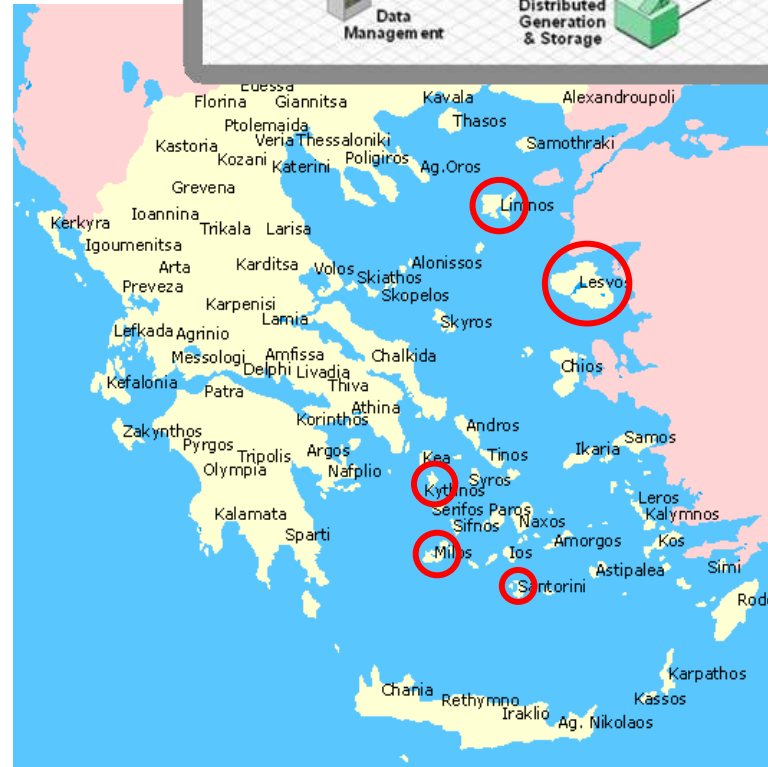 Data
Management
Distributed
Generation
& Storage
Edessa
Florina
Giannitsa
Kavala
Alexandroupoli
Ptolemaida
Thasos
Kastoria
Veria
Thessaloniki
Samothraki
Kozani
Katerini
Poligiros
Ag.Oros
Grevena
Limnos
Kerkyra
Ioannina
Trikala
Larisa
Igoumenitsa
Arta
Karditsa
Volos
Skiathos
Alonissos
Preveza
Skopelos
Lesvos
Karpenisi
Lamia
Skyros
Lefkada
Agrinio
Messologi
Amfissa
Chalkida
Delphi
Livadia
Chios
Kefalonia
Patra
Thiva
Athina
Korinthos
Andros
Zakynthos
Pyrgos
Tripolis
Argos
Kea
Tinos
Ikaria
Samos
Olympia
Nafplio
Kythnos
Syros
Leros
Kalamata
Serifos
Paros
Kalymnos
Sifnos
Naxos
Sparti
Milos
Ios
Amorgos
Kos
Santorini
Astipalea
Simi
Rod
Karpathos
Chania
Rethymno
Kassos
Iraklio
Ag. Nikolaos